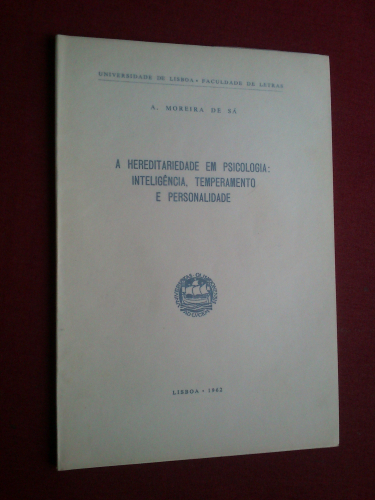 UNIVERSIDADE DE LISBOA • FACULDADE DE LETRAS
A. MOREIRA DE SÁ
A HEREDITARIEDADE EM PSICOLOGIA:
INTELIGÊNCIA, TEMPERAMENTO
E PERSONALIDADE
LISBOA • 1962